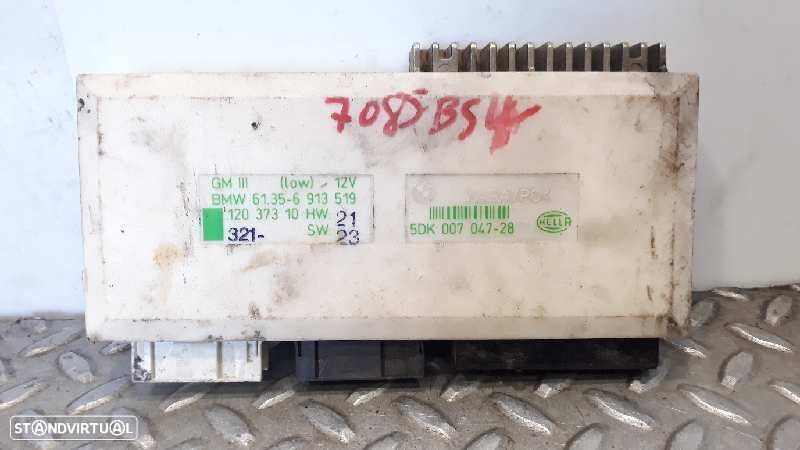 7085 BS4
GM III (low) 12V
BMW 61.35-6 913 519
120 373 10 HW 21
321- SW 23
5DK 007 047-28
HELLA
STANDVIRTUAL